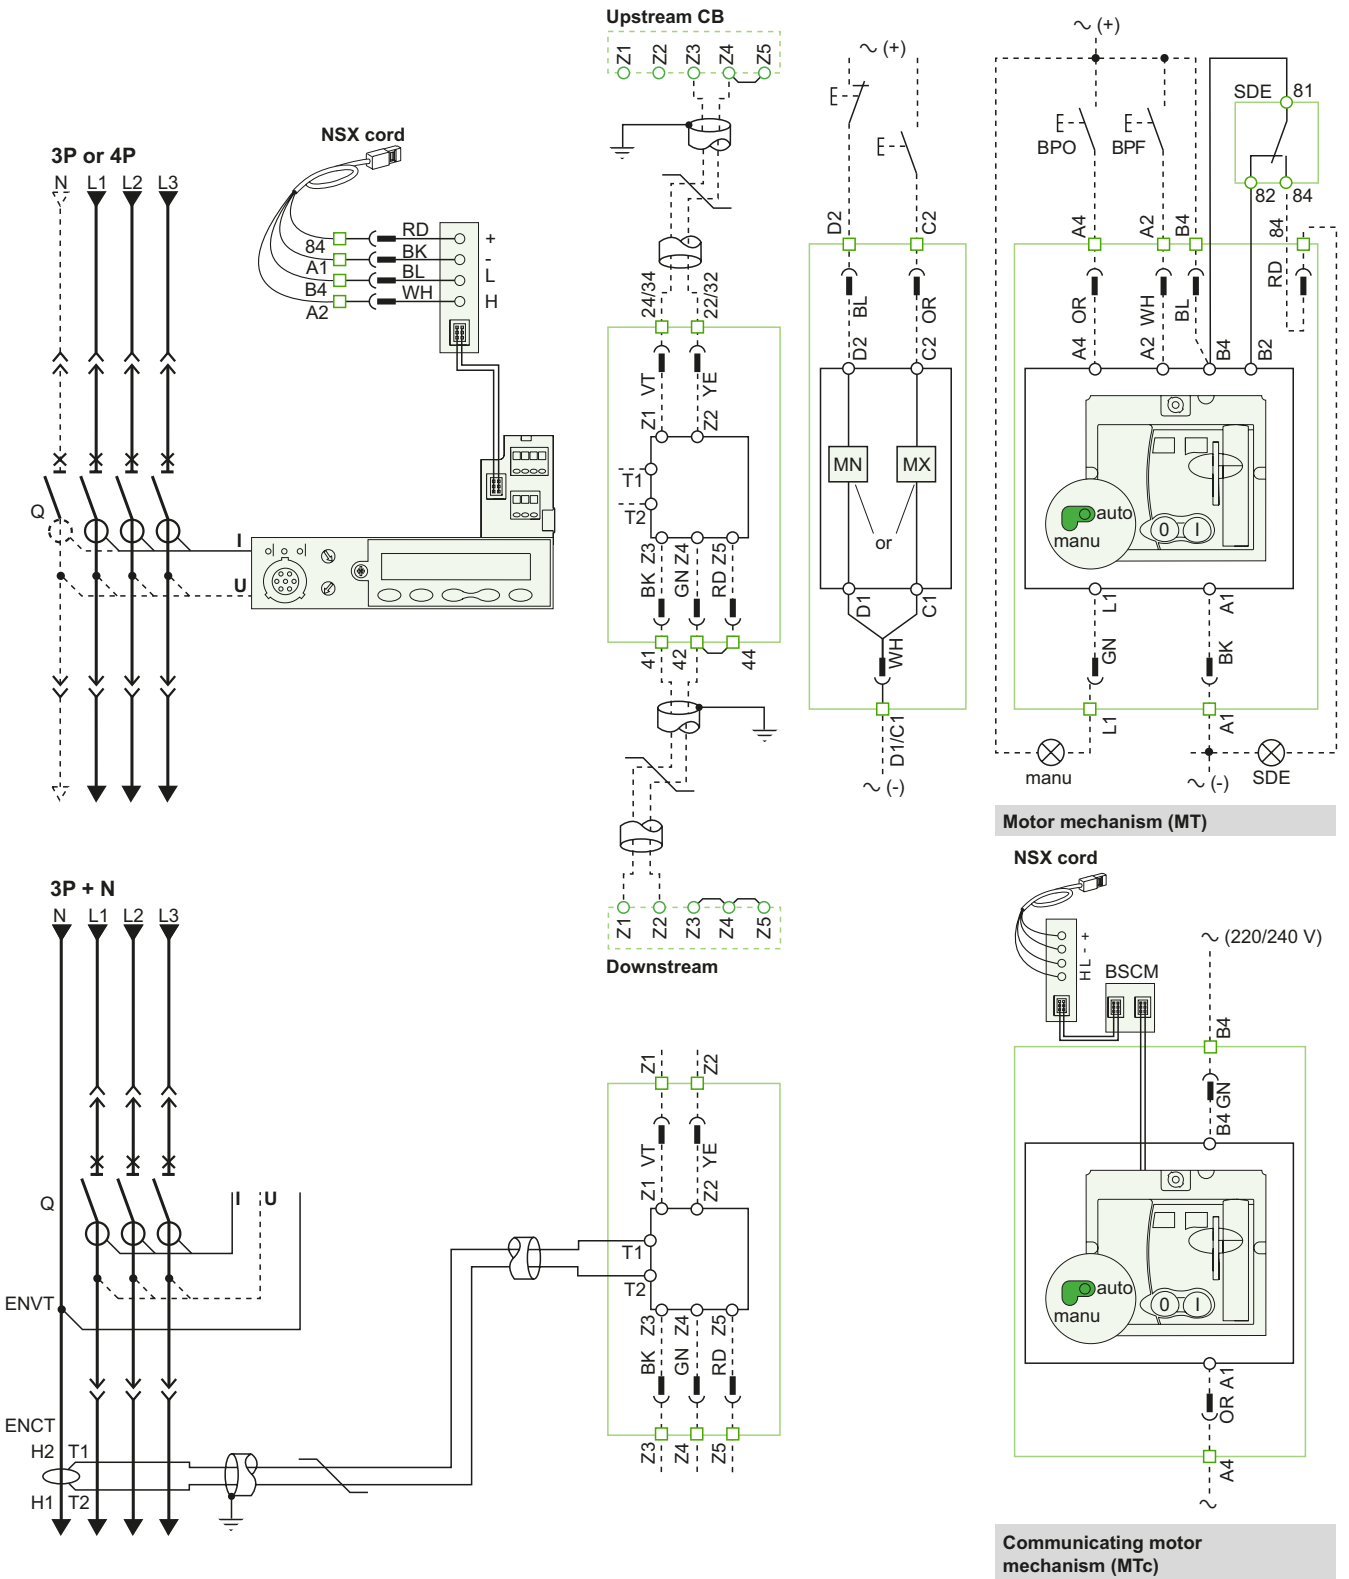 Upstream CB
Z1 Z2 Z3 Z4 Z5
24/34 22/32
VT YE
Z1 Z2
T1
T2
Z3 Z4 Z5
BK GN RD
41 42 44
Z1 Z2 Z3 Z4 Z5
Downstream
3P or 4P
N L1 L2 L3
Q
I
U
NSX cord
84 RD +
A1 BK -
B4 BL L
A2 WH H
(+)
D2 C2
BL OR
D2 C2
MN MX
or
D1 C1
WH
D1/C1
(-)
(+)
SDE 81
BPO BPF
82 84
A4 A2 B4 84
OR WH BL RD
A4 A2 B4 B2
auto
manu
0 I
L1 A1
GN BK
L1 A1
manu
(-)
SDE
Motor mechanism (MT)
3P + N
N L1 L2 L3
Q
I U
ENVT
ENCT
H2 T1
H1 T2
Z1 Z2
VT YE
Z1 Z2
T1
T2
Z3 Z4 Z5
BK GN RD
Z3 Z4 Z5
NSX cord
H L - +
BSCM
(220/240 V)
B4
GN
B4
auto
manu
0 I
A1
OR
A4
Communicating motor
mechanism (MTc)